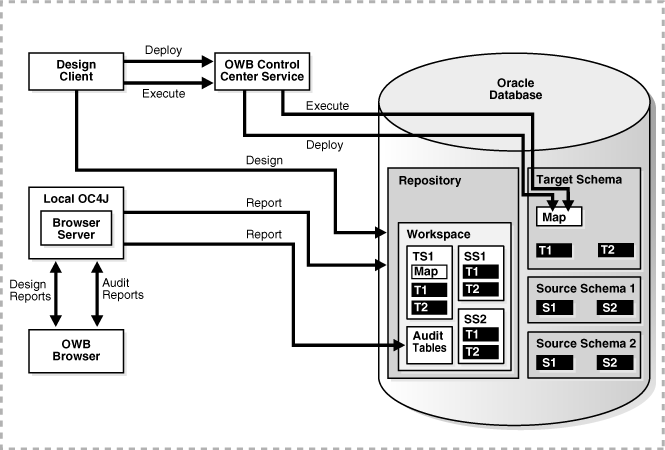 Deploy
Design
Client
OWB Control
Center Service
Execute
Oracle
Database
Execute
Deploy
Design
Repository
Target Schema
Map
T1 T2
Local OC4J
Browser
Server
Report
Report
Workspace
TS1
Map
T1
T2
SS1
T1
T2
Source Schema 1
S1 S2
Design
Reports
Audit
Reports
Audit
Tables
SS2
T1
T2
Source Schema 2
S1 S2
OWB
Browser